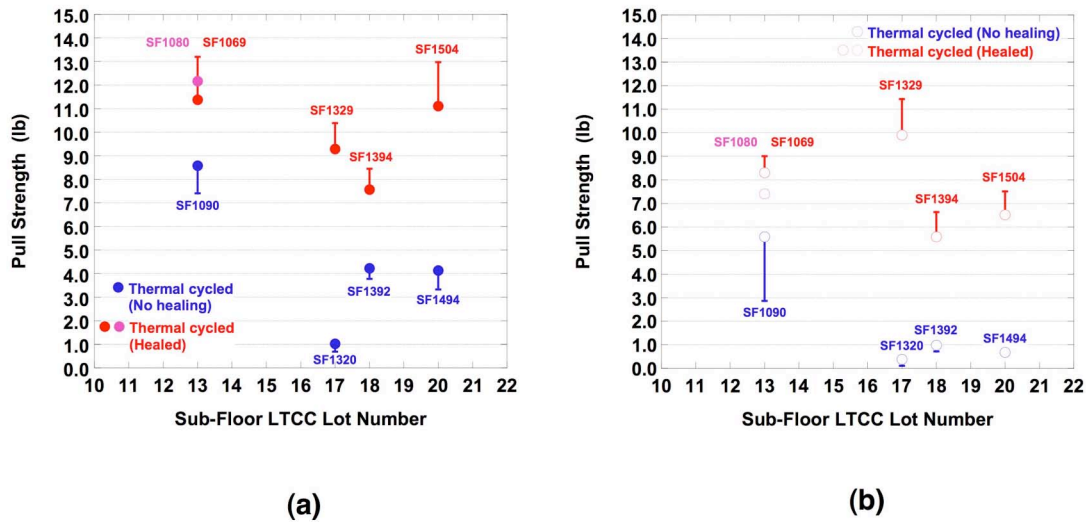 15.0
14.0
13.0
12.0
11.0
10.0
9.0
8.0
7.0
6.0
5.0
4.0
3.0
2.0
1.0
0.0
Pull Strength (lb)
SF1080 SF1069
SF1504
SF1329
SF1394
SF1090
SF1392
SF1494
SF1320
Thermal cycled
(No healing)
Thermal cycled
(Healed)
10 11 12 13 14 15 16 17 18 19 20 21 22
Sub-Floor LTCC Lot Number
(a)
15.0
14.0
13.0
12.0
11.0
10.0
9.0
8.0
7.0
6.0
5.0
4.0
3.0
2.0
1.0
0.0
Pull Strength (lb)
Thermal cycled (No healing)
Thermal cycled (Healed)
SF1329
SF1080 SF1069
SF1504
SF1394
SF1090
SF1392
SF1320
SF1494
10 11 12 13 14 15 16 17 18 19 20 21 22
Sub-Floor LTCC Lot Number
(b)